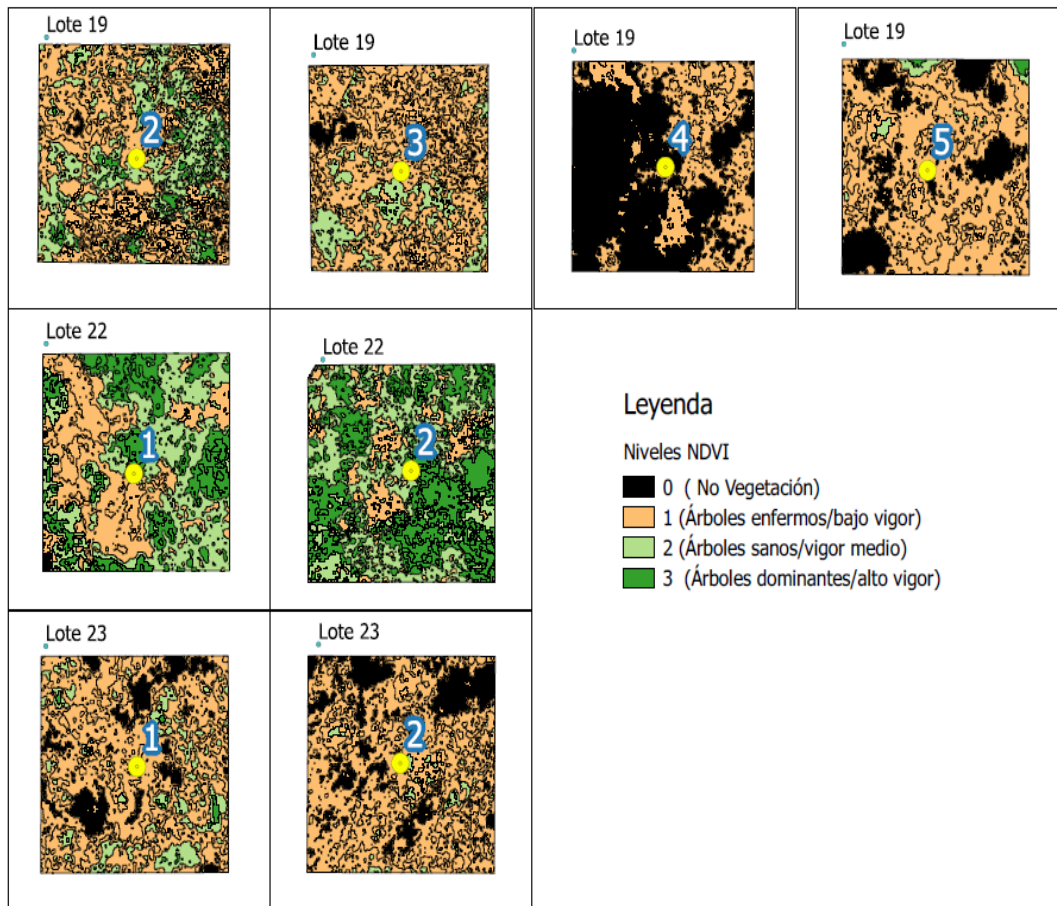 Lote 19
2
Lote 19
3
Lote 19
4
Lote 19
5
Lote 22
1
Lote 22
2
Lote 23
1
Lote 23
2
Leyenda
Niveles NDVI
0 ( No Vegetación)
1 (Árboles enfermos/bajo vigor)
2 (Árboles sanos/vigor medio)
3 (Árboles dominantes/alto vigor)